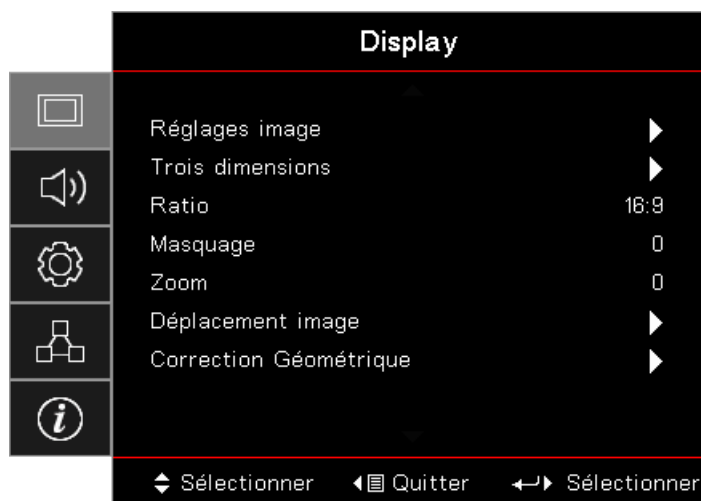 Display
Réglages image
Trois dimensions
Ratio 16:9
Masquage 0
Zoom 0
Déplacement image
Correction Géométrique
Sélectionner Quitter Sélectionner